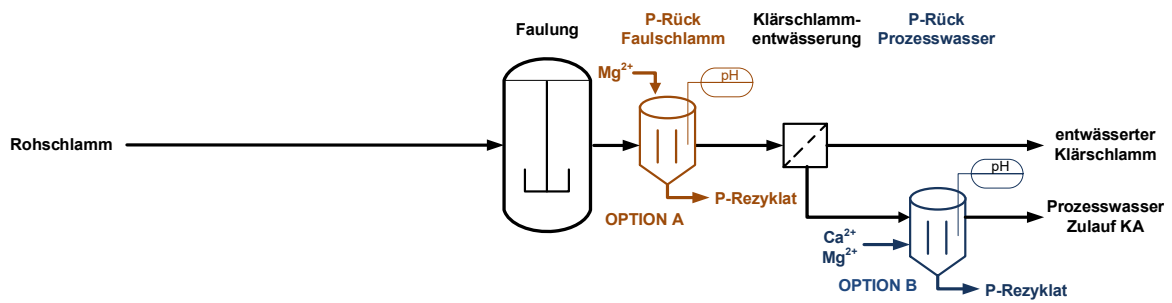 Faulung
P-Rück
Faulschlamm
Klärschlamm-
entwässerung
P-Rück
Prozesswasser
Mg²⁺
pH
Rohschlamm
entwässerter
Klärschlamm
pH
P-Rezyklat
OPTION A
Prozesswasser
Zulauf KA
Ca²⁺
Mg²⁺
OPTION B
P-Rezyklat